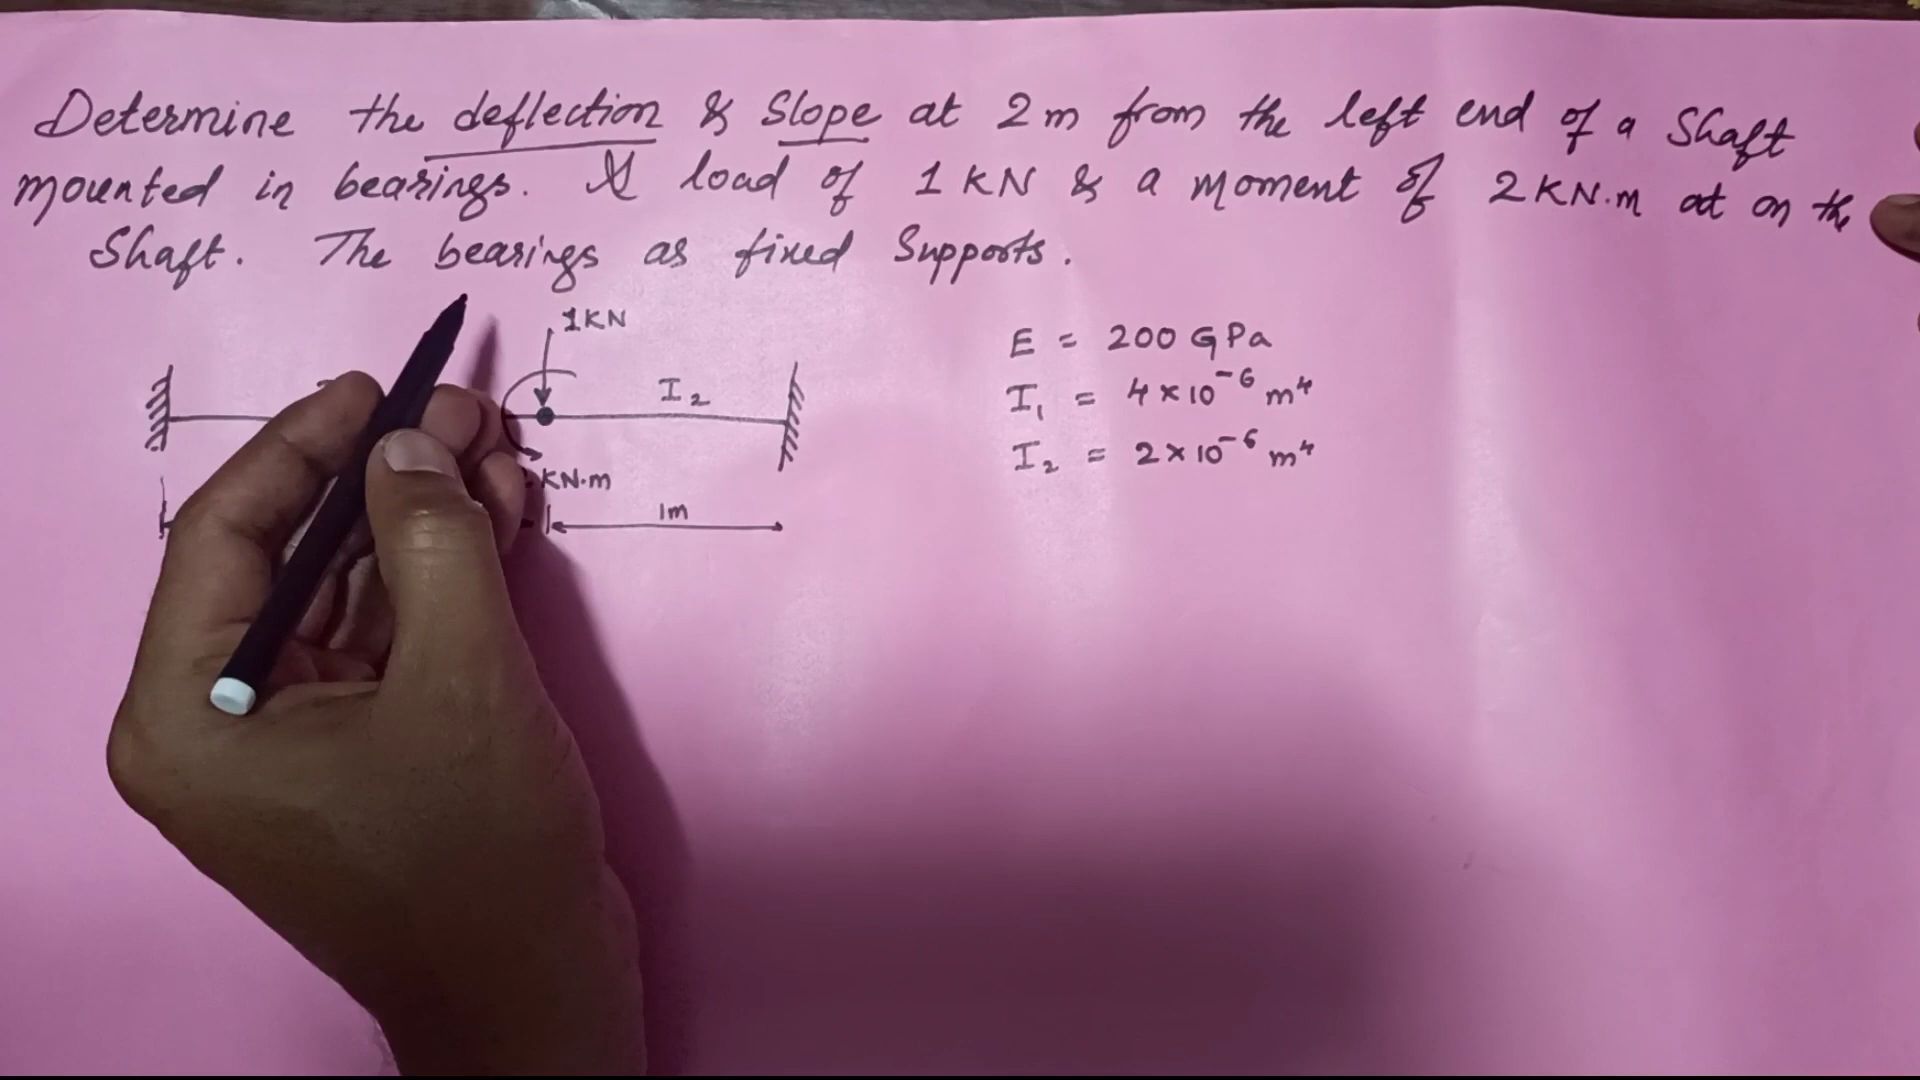 Determine the deflection & Slope at 2m from the left end of a Shaft
mounted in bearings. A load of 1 KN & a moment of 2 KN.m at on the
Shaft. The bearings as fixed Supports.
1KN
E = 200 GPa
I₂
I₁ = 4×10⁻⁶ m⁴
I₂ = 2×10⁻⁶ m⁴
KN.m
1m